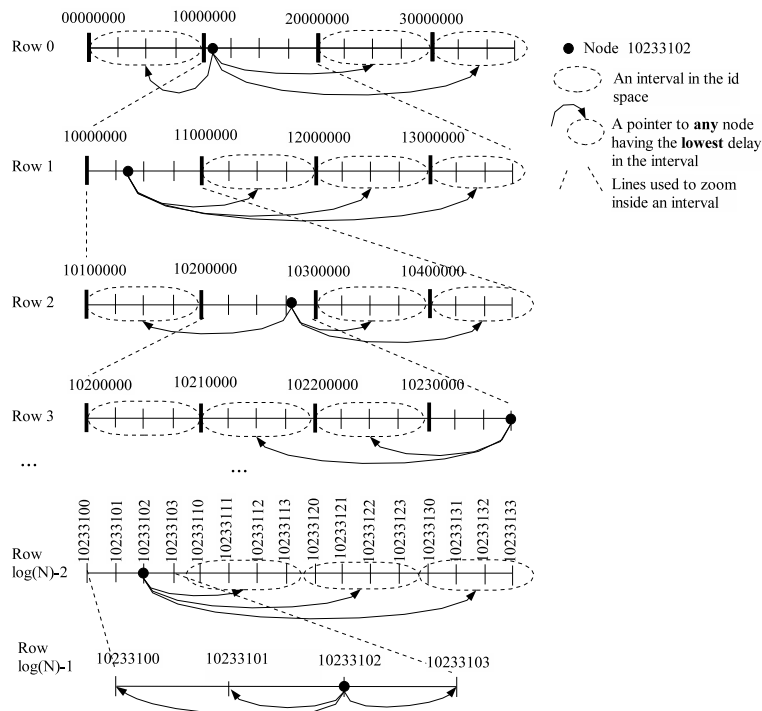 00000000 10000000 20000000 30000000
Row 0
Node 10233102
An interval in the id
space
A pointer to any node
having the lowest delay
in the interval
Lines used to zoom
inside an interval
10000000 11000000 12000000 13000000
Row 1
10100000 10200000 10300000 10400000
Row 2
10200000 10210000 102200000 10230000
Row 3
... ...
10233100 10233101 10233102 10233103 10233110 10233111 10233112 10233113 10233120 10233121 10233122 10233123 10233130 10233131 10233132 10233133
Row
log(N)-2
Row
log(N)-1
10233100 10233101 10233102 10233103